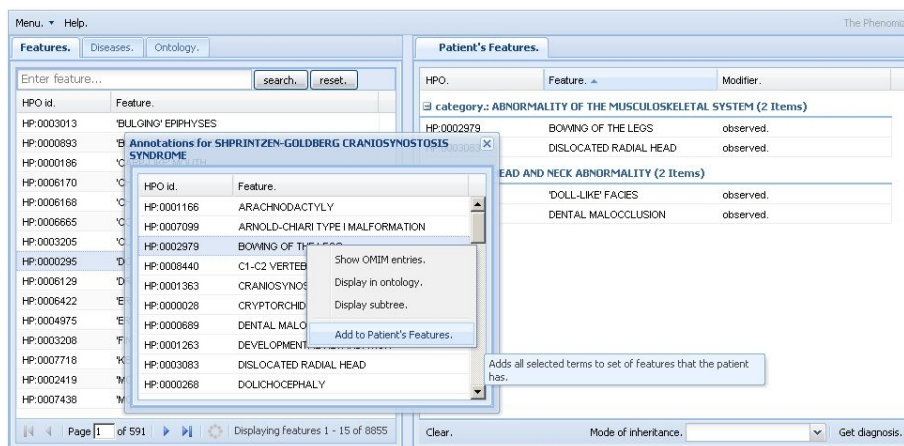 Menu. Help.
The Phenomiz
Features. Diseases. Ontology.
Enter feature... search. reset.
HPO id. Feature.
HP:0003013 'BULGING' EPIPHYSES
HP:0000893
HP:0000186
HP:0006170
HP:0006168
HP:0006665
HP:0003205
HP:0000295
HP:0006129
HP:0006422
HP:0004975
HP:0003208
HP:0007718
HP:0002419
HP:0007438
Page 1 of 591 Displaying features 1 - 15 of 8855
Annotations for SHPRINTZEN-GOLDBERG CRANIOSYNOSTOSIS
SYNDROME
HPO id. Feature.
HP:0001166 ARACHNODACTYLY
HP:0007099 ARNOLD-CHIARI TYPE I MALFORMATION
HP:0002979 BOWING OF THE LEGS
HP:0008440 C1-C2 VERTEB
HP:0001363 CRANIOSYNOS
HP:0000028 CRYPTORCHID
HP:0000689 DENTAL MALO
HP:0001263 DEVELOPMENT
HP:0003083 DISLOCATED RADIAL HEAD
HP:0000268 DOLICHOCEPHALY
Show OMIM entries.
Display in ontology.
Display subtree.
Add to Patient's Features.
Adds all selected terms to set of features that the patient
has.
Patient's Features.
HPO. Feature. Modifier.
category.: ABNORMALITY OF THE MUSCULOSKELETAL SYSTEM (2 Items)
HP:0002979 BOWING OF THE LEGS observed.
DISLOCATED RADIAL HEAD observed.
EAD AND NECK ABNORMALITY (2 Items)
'DOLL-LIKE' FACIES observed.
DENTAL MALOCCLUSION observed.
Clear. Mode of inheritance. Get diagnosis.